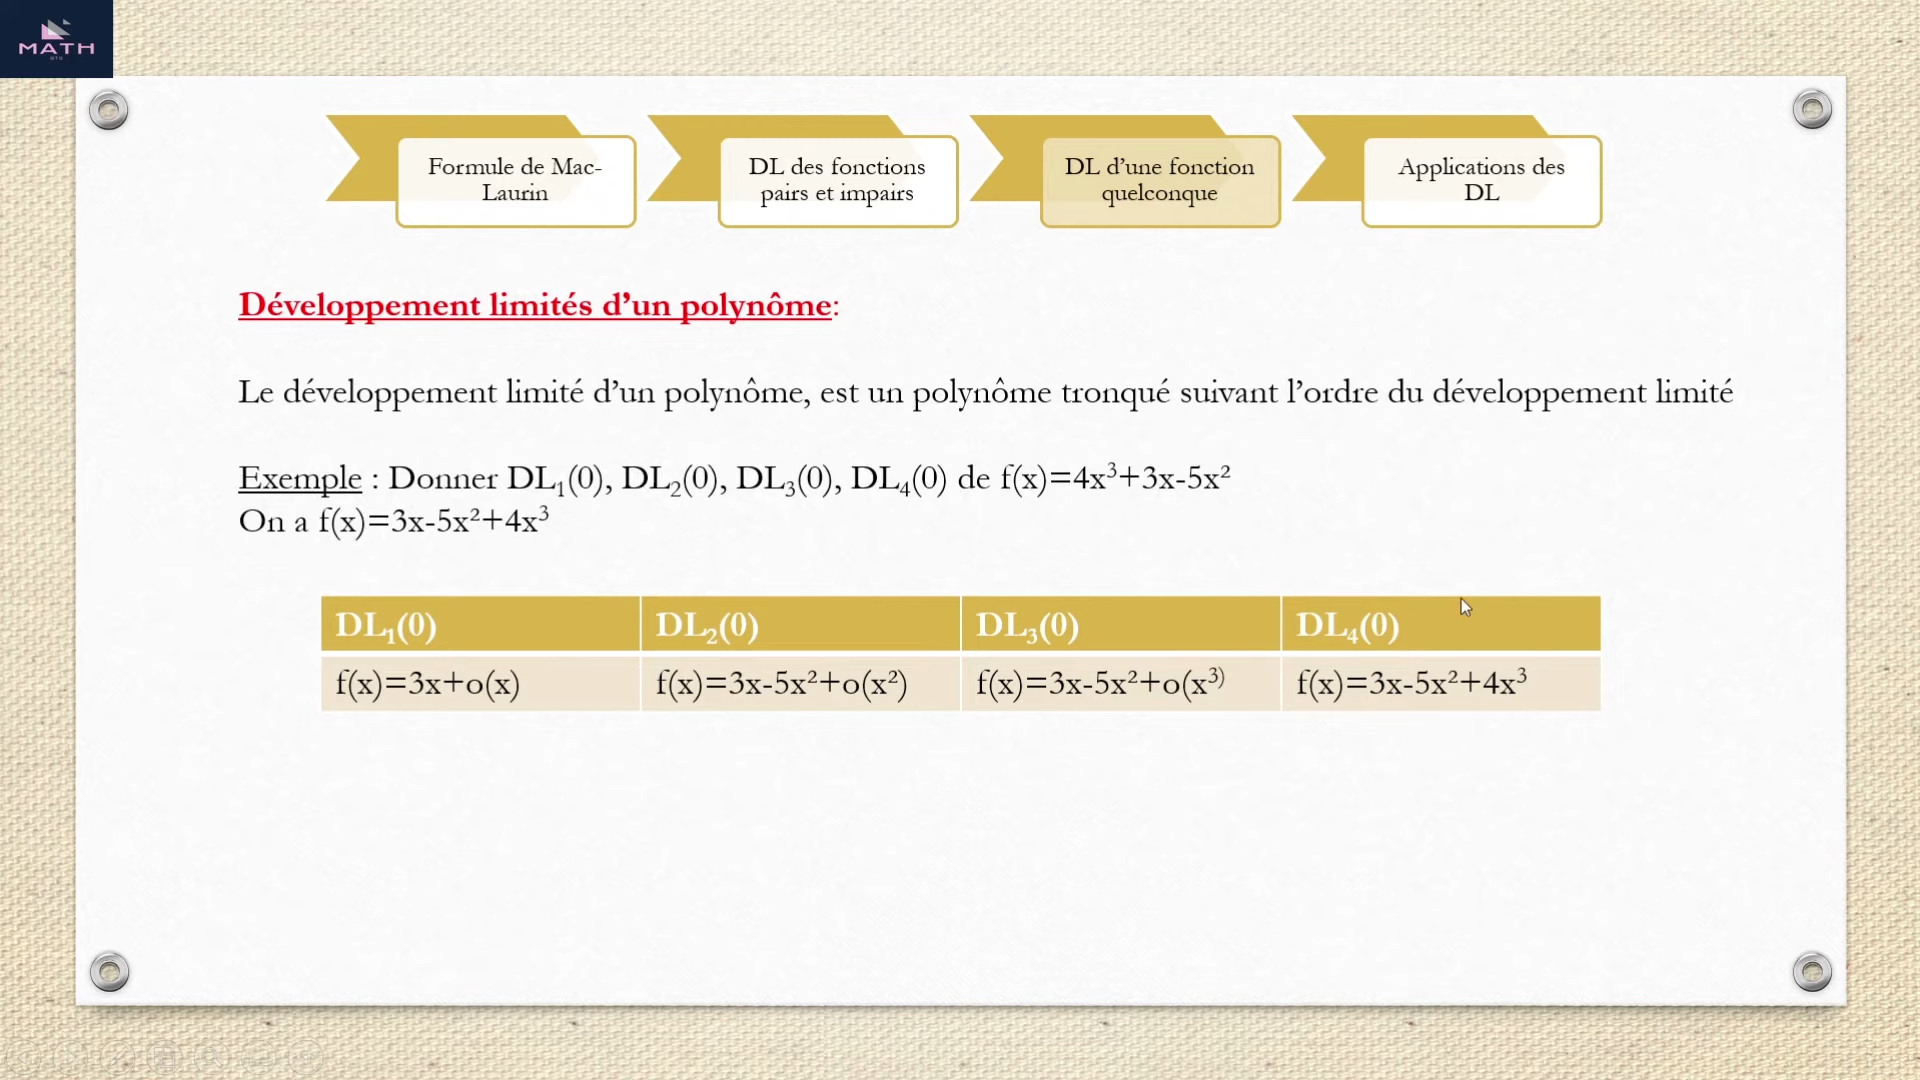 MATH
Formule de Mac-
Laurin
DL des fonctions
pairs et impairs
DL d’une fonction
quelconque
Applications des
DL
Développement limités d’un polynôme:
Le développement limité d’un polynôme, est un polynôme tronqué suivant l’ordre du développement limité
Exemple : Donner DL₁(0), DL₂(0), DL₃(0), DL₄(0) de f(x)=4x³+3x-5x²
On a f(x)=3x-5x²+4x³
DL₁(0) DL₂(0) DL₃(0) DL₄(0)
f(x)=3x+o(x) f(x)=3x-5x²+o(x²) f(x)=3x-5x²+o(x³⁾ f(x)=3x-5x²+4x³